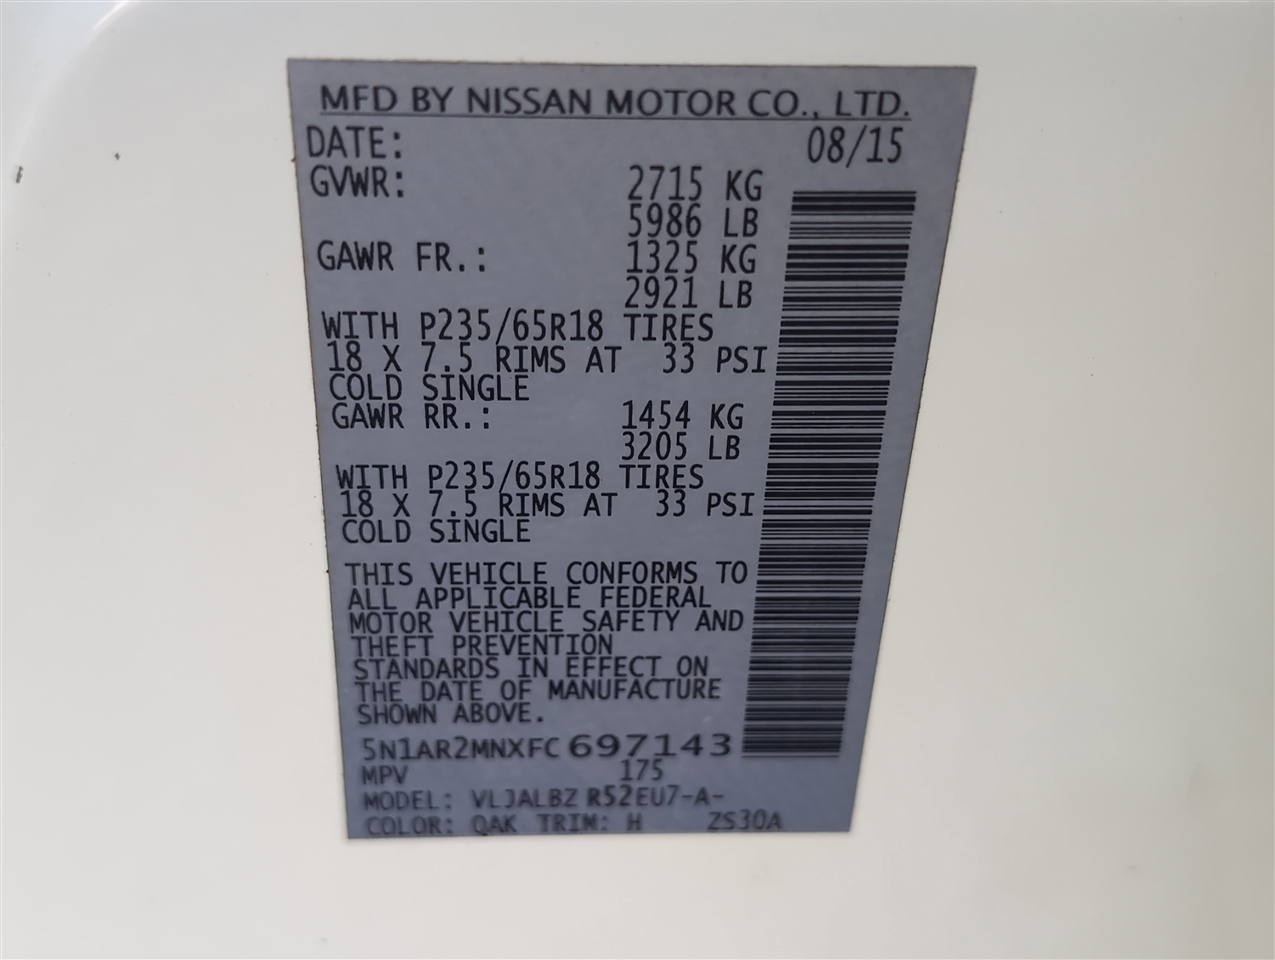 MFD BY NISSAN MOTOR CO., LTD.
DATE: 08/15
GVWR: 2715 KG
5986 LB
GAWR FR.: 1325 KG
2921 LB
WITH P235/65R18 TIRES
18 X 7.5 RIMS AT 33 PSI
COLD SINGLE
GAWR RR.: 1454 KG
3205 LB
WITH P235/65R18 TIRES
18 X 7.5 RIMS AT 33 PSI
COLD SINGLE
THIS VEHICLE CONFORMS TO
ALL APPLICABLE FEDERAL
MOTOR VEHICLE SAFETY AND
THEFT PREVENTION
STANDARDS IN EFFECT ON
THE DATE OF MANUFACTURE
SHOWN ABOVE.
5N1AR2MNXFC697143
MPV 175
MODEL: VLJALBZ R52EU7-A-
COLOR: QAK TRIM: H ZS30A